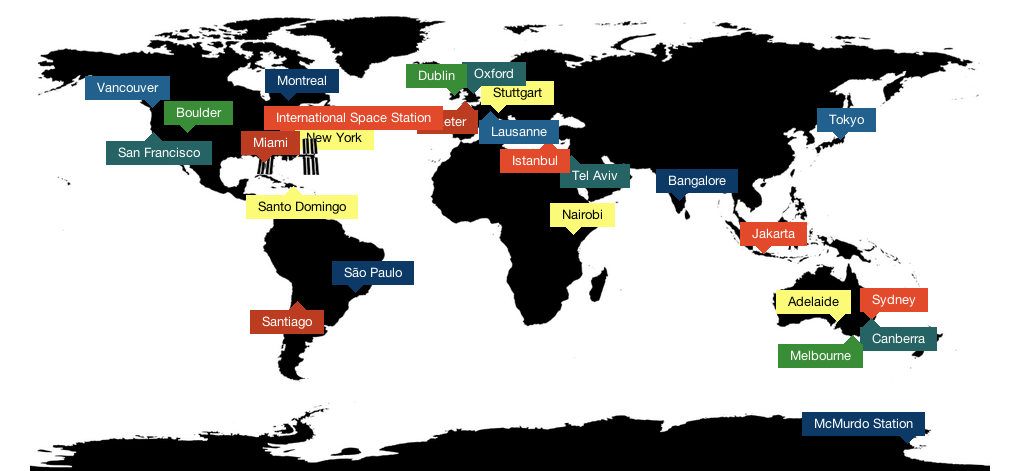 Dublin
Oxford
Montreal
Vancouver
Stuttgart
Boulder
International Space Station
eter
Tokyo
Lausanne
New York
Miami
San Francisco
Istanbul
Tel Aviv
Bangalore
Santo Domingo
Nairobi
Jakarta
São Paulo
Adelaide
Sydney
Santiago
Canberra
Melbourne
McMurdo Station